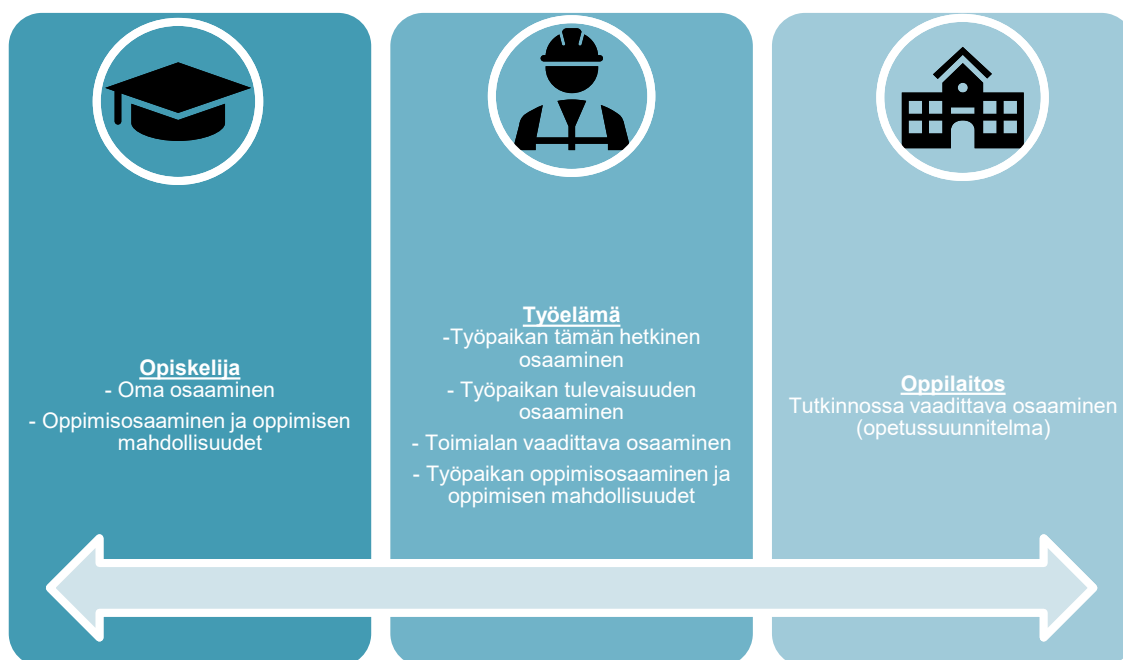 Opiskelija
- Oma osaaminen
- Oppimisosaaminen ja oppimisen
mahdollisuudet
Työelämä
-Työpaikan tämän hetkinen
osaaminen
- Työpaikan tulevaisuuden
osaaminen
- Toimialan vaadittava osaaminen
- Työpaikan oppimisosaaminen ja
oppimisen mahdollisuudet
Oppilaitos
Tutkinnossa vaadittava osaaminen
(opetussuunnitelma)